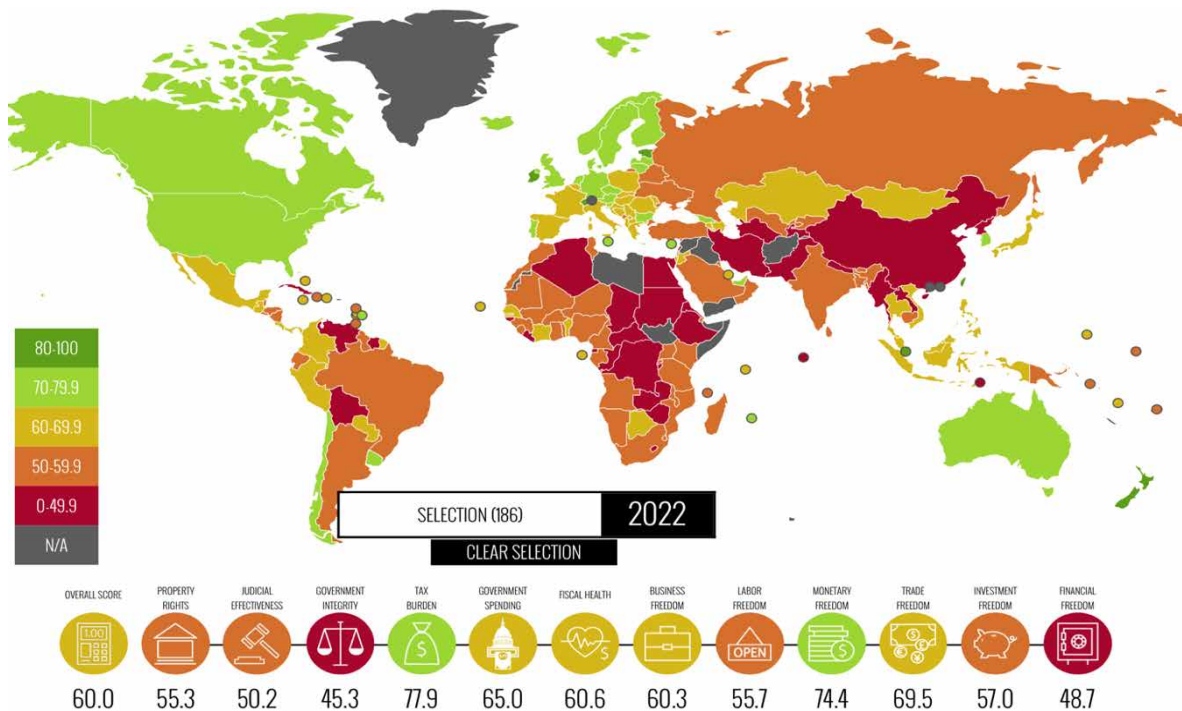 80-100
70-79.9
60-69.9
50-59.9
0-49.9
N/A
SELECTION (186)
2022
CLEAR SELECTION
OVERALL SCORE
PROPERTY
RIGHTS
JUDICIAL
EFFECTIVENESS
GOVERNMENT
INTEGRITY
TAX
BURDEN
GOVERNMENT
SPENDING
FISCAL HEALTH
BUSINESS
FREEDOM
LABOR
FREEDOM
MONETARY
FREEDOM
TRADE
FREEDOM
INVESTMENT
FREEDOM
FINANCIAL
FREEDOM
1.00
$
$
OPEN
$
$
60.0
55.3
50.2
45.3
77.9
65.0
60.6
60.3
55.7
74.4
69.5
57.0
48.7